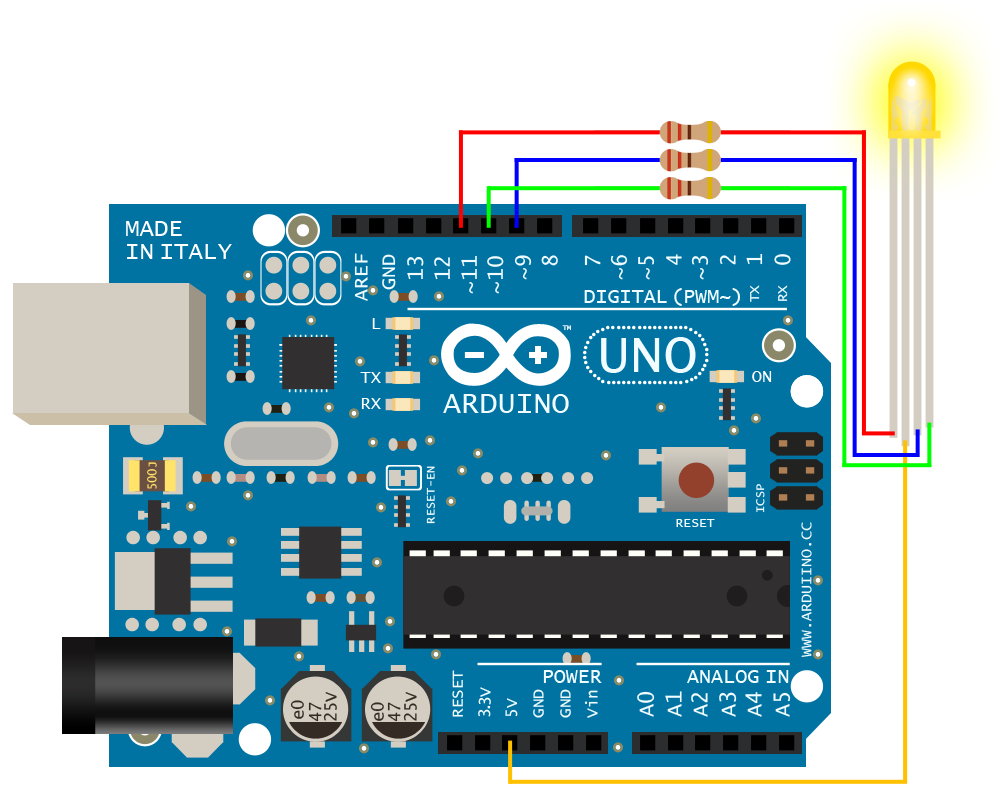 MADE
IN ITALY
AREF
GND
13
12
~11
~10
~9
8
7
~6
~5
4
~3
2
1
0
DIGITAL (PWM~)
TX
RX
L
TX
RX
™
UNO
ARDUINO
ON
500J
RESET-EN
RESET
ICSP
WWW.ARDUIINO.CC
POWER
ANALOG IN
RESET
3.3V
5V
GND
GND
Vin
A0
A1
A2
A3
A4
A5
e0
47
25V
e0
47
25V